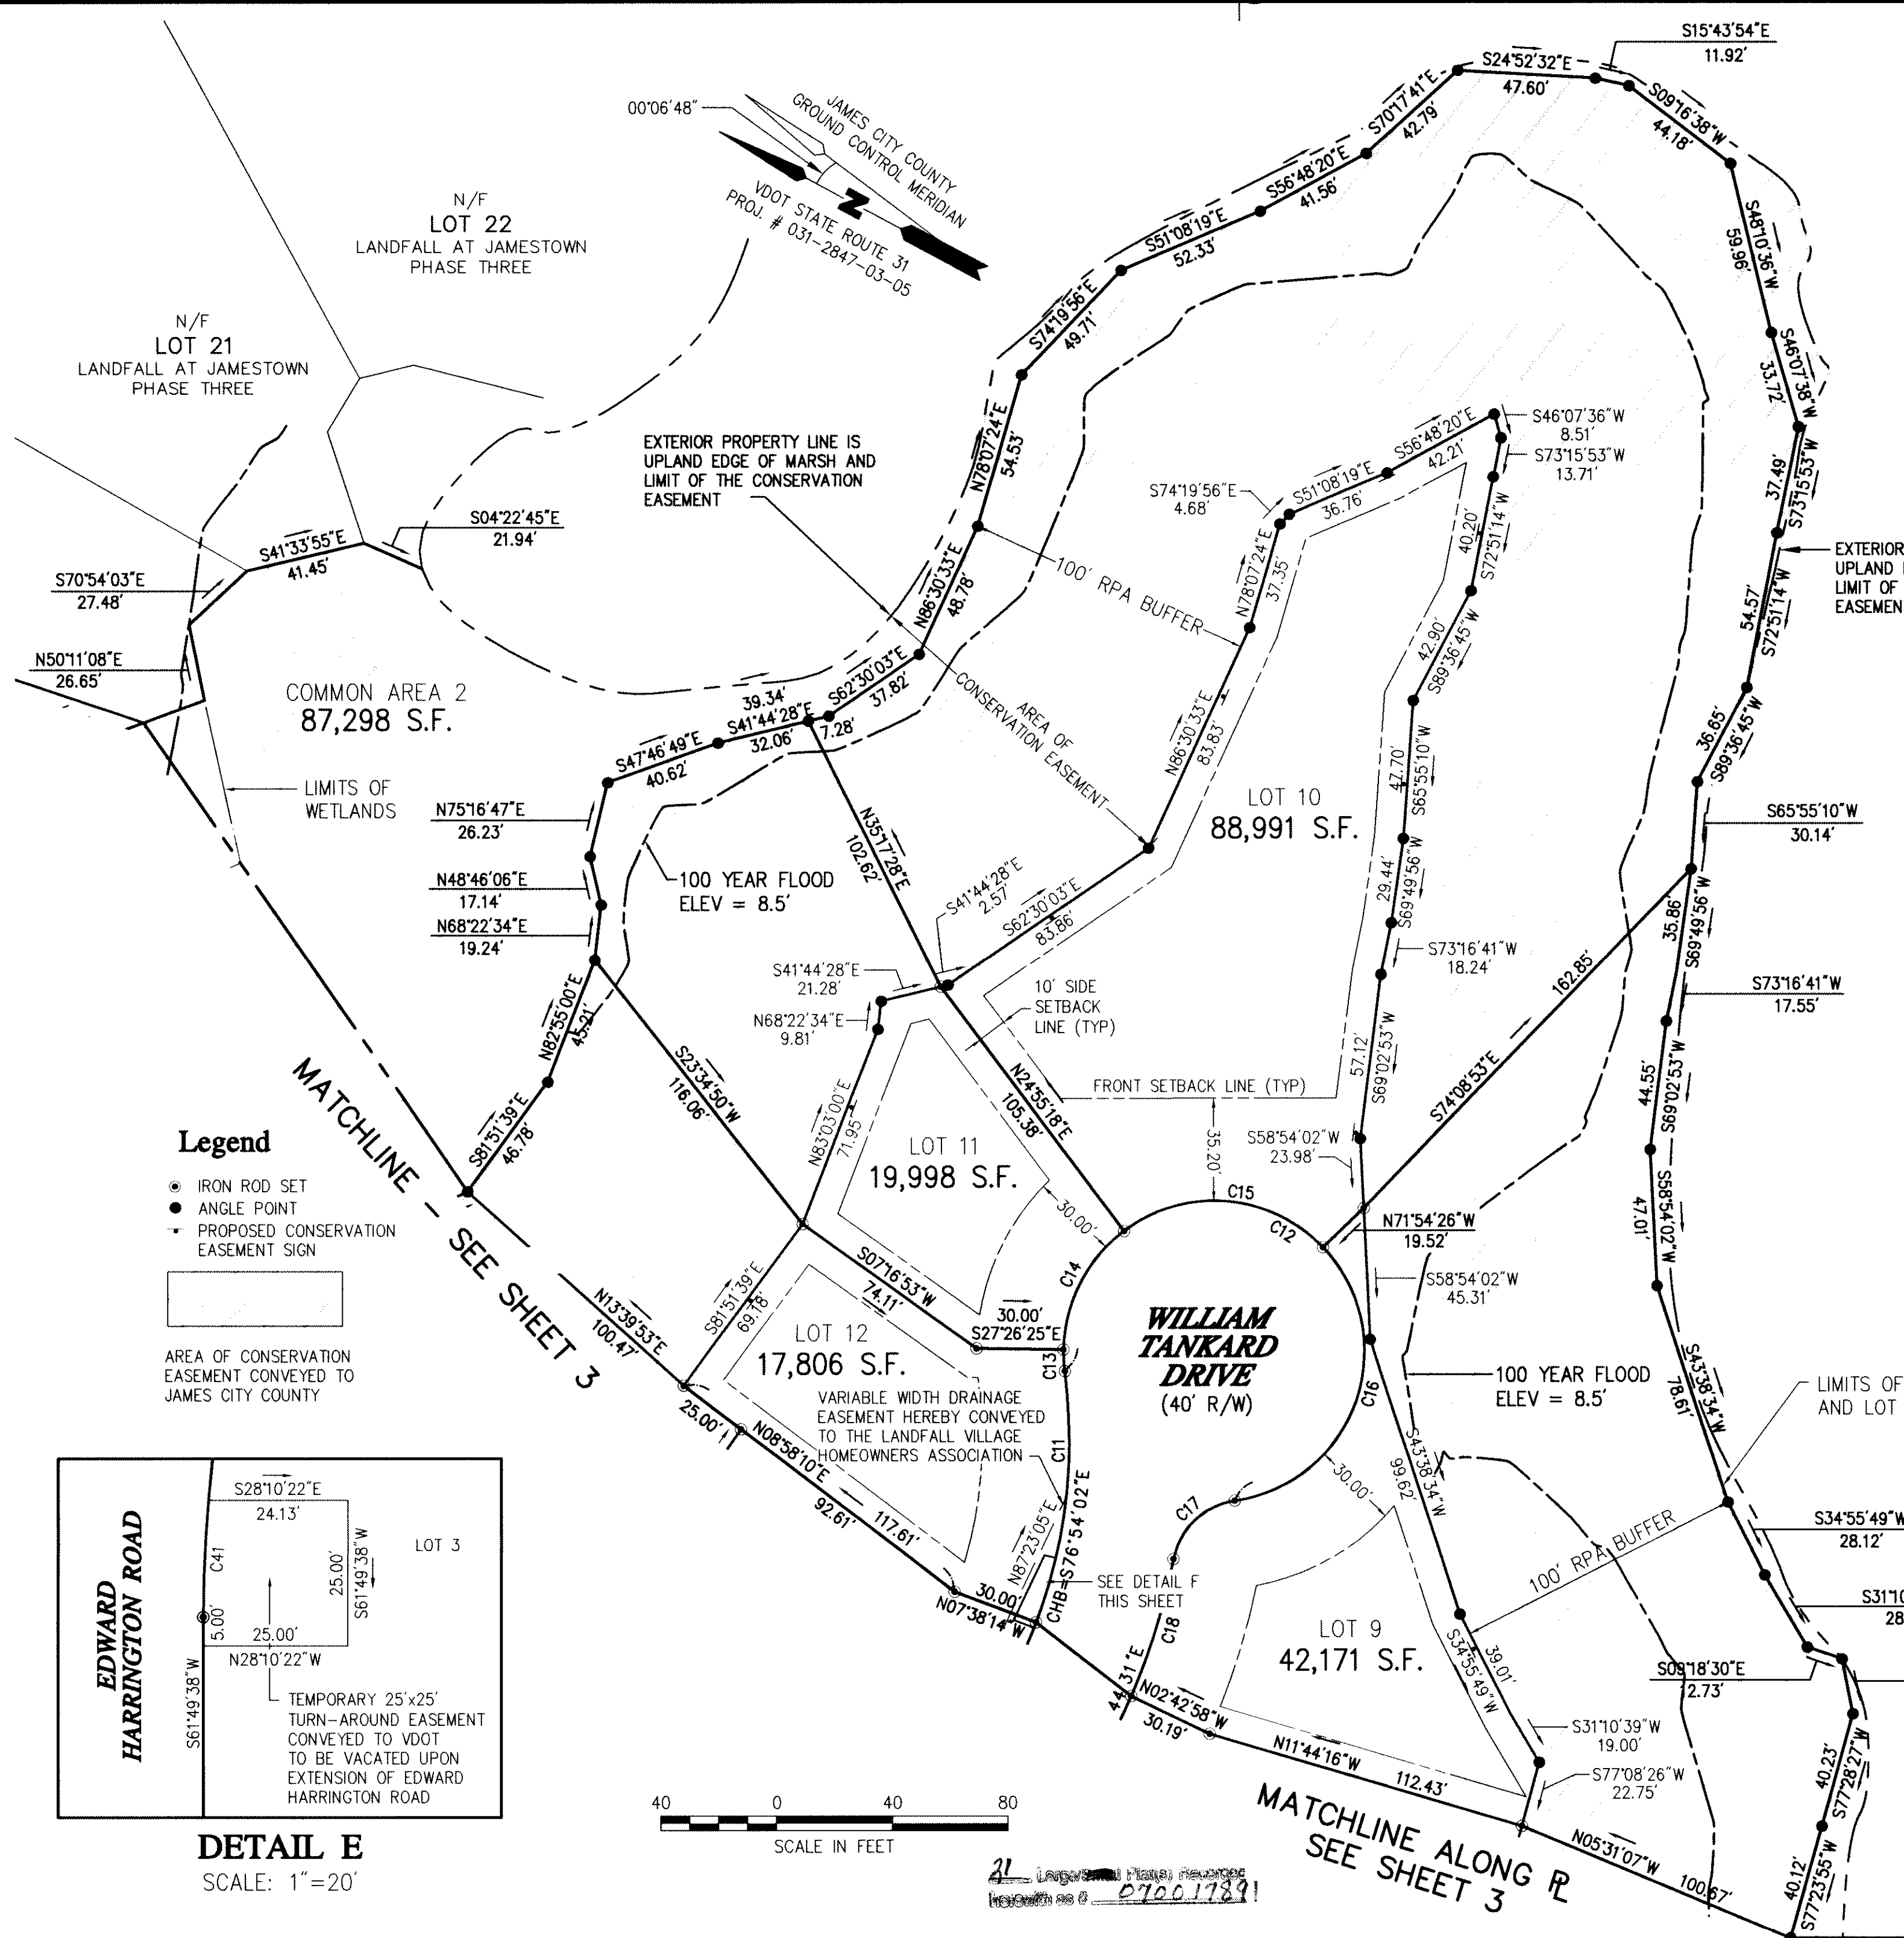 S15°43'54"E
11.92'
S24°52'32"E
47.60'
S09°16'38"W
44.18'
S70°17'41"E
42.79'
S56°48'20"E
41.56'
S51°08'19"E
52.33'
S74°19'56"E
49.71'
N78°07'24"E
54.53'
N86°30'33"E
48.78'
S48°10'36"W
59.96'
S46°07'38"W
33.72'
37.49'
S73°15'53"W
54.57'
S72°51'14"W
36.65'
S89°36'45"W
S65°55'10"W
30.14'
35.86'
S69°49'56"W
S73°16'41"W
17.55'
44.55'
S69°02'53"W
47.01'
S58°54'02"W
78.61'
S43°38'34"W
00°06'48"
JAMES CITY COUNTY
GROUND CONTROL MERIDIAN
N
VDOT STATE ROUTE 31
PROJ. # 031-2847-03-05
N/F
LOT 22
LANDFALL AT JAMESTOWN
PHASE THREE
N/F
LOT 21
LANDFALL AT JAMESTOWN
PHASE THREE
EXTERIOR PROPERTY LINE IS
UPLAND EDGE OF MARSH AND
LIMIT OF THE CONSERVATION
EASEMENT
EXTERIOR
UPLAND
LIMIT OF
EASEMEN
S04°22'45"E
21.94'
S41°33'55"E
41.45'
S70°54'03"E
27.48'
N50°11'08"E
26.65'
COMMON AREA 2
87,298 S.F.
LIMITS OF
WETLANDS
39.34'
S41°44'28"E
32.06'
7.28'
S62°30'03"E
37.82'
S47°46'49"E
40.62'
N75°16'47"E
26.23'
N48°46'06"E
17.14'
N68°22'34"E
19.24'
N82°55'00"E
45.21'
S81°51'39"E
46.78'
100 YEAR FLOOD
ELEV = 8.5'
100' RPA BUFFER
AREA OF
CONSERVATION EASEMENT
N35°17'28"E
102.62'
S41°44'28"E
2.57'
S62°30'03"E
83.86'
N86°30'33"E
83.83'
N78°07'24"E
37.35'
S74°19'56"E
4.68'
S51°08'19"E
36.76'
S56°48'20"E
42.21'
S46°07'36"W
8.51'
S73°15'53"W
13.71'
40.20'
S72°51'14"W
42.90'
S89°36'45"W
47.70'
S65°55'10"W
29.44'
S69°49'56"W
S73°16'41"W
18.24'
57.12'
S69°02'53"W
S58°54'02"W
23.98'
LOT 10
88,991 S.F.
162.85'
S74°08'53"E
10' SIDE
SETBACK
LINE (TYP)
FRONT SETBACK LINE (TYP)
35.20'
S41°44'28"E
21.28'
N68°22'34"E
9.81'
S23°34'50"W
116.06'
N83°03'00"E
71.95'
N24°55'18"E
105.38'
LOT 11
19,998 S.F.
30.00'
C15
C12
C14
C13
C11
C16
C17
C18
N71°54'26"W
19.52'
S58°54'02"W
45.31'
WILLIAM
TANKARD
DRIVE
(40' R/W)
S07°16'53"W
74.11'
30.00'
S27°26'25"E
S81°51'39"E
69.18'
LOT 12
17,806 S.F.
VARIABLE WIDTH DRAINAGE
EASEMENT HEREBY CONVEYED
TO THE LANDFALL VILLAGE
HOMEOWNERS ASSOCIATION
N13°39'53"E
100.47'
25.00'
N08°58'10"E
92.61'
117.61'
30.00'
N07°38'14"W
N87°23'05"E
CHB=S76°54'02"E
SEE DETAIL F
THIS SHEET
44.31'
N02°42'58"W
30.19'
N11°44'16"W
112.43'
30.00'
99.62'
S43°38'34"W
LOT 9
42,171 S.F.
100 YEAR FLOOD
ELEV = 8.5'
LIMITS OF
AND LOT
100' RPA BUFFER
39.01'
S34°55'49"W
S34°55'49"W
28.12'
S31°10
28
S09°18'30"E
12.73'
S31°10'39"W
19.00'
S77°08'26"W
22.75'
40.23'
S77°28'27"W
40.12'
S77°23'55"W
N05°31'07"W
100.67'
MATCHLINE - SEE SHEET 3
MATCHLINE ALONG PL
SEE SHEET 3
Legend
IRON ROD SET
ANGLE POINT
PROPOSED CONSERVATION
EASEMENT SIGN
AREA OF CONSERVATION
EASEMENT CONVEYED TO
JAMES CITY COUNTY
EDWARD
HARRINGTON ROAD
S28°10'22"E
24.13'
C41
LOT 3
25.00'
S61°49'38"W
5.00'
25.00'
N28°10'22"W
S61°49'38"W
TEMPORARY 25'x25'
TURN-AROUND EASEMENT
CONVEYED TO VDOT
TO BE VACATED UPON
EXTENSION OF EDWARD
HARRINGTON ROAD
DETAIL E
SCALE: 1"=20'
40 0 40 80
SCALE IN FEET
Recorded
herewith as # 070017891